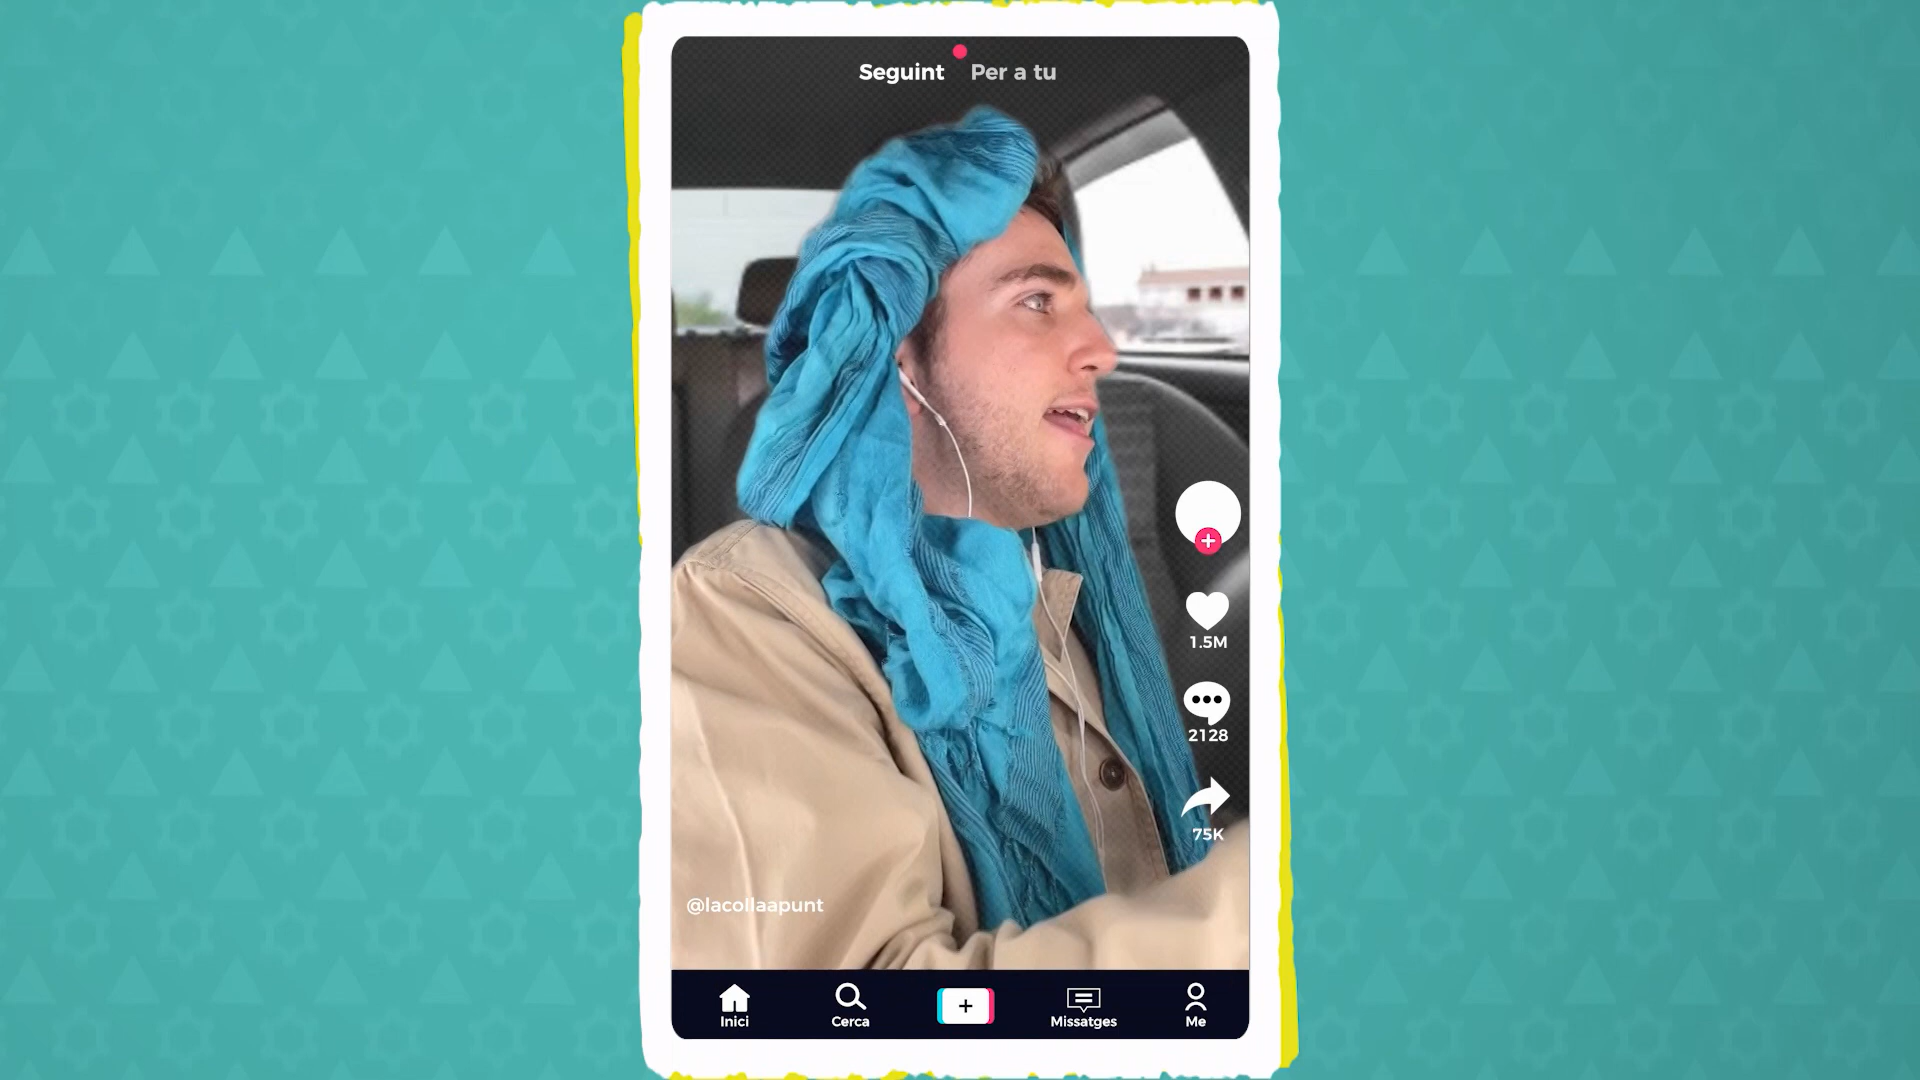 Seguint Per a tu
1.5M
2128
75K
@lacollaapunt
Inici Cerca Missatges Me